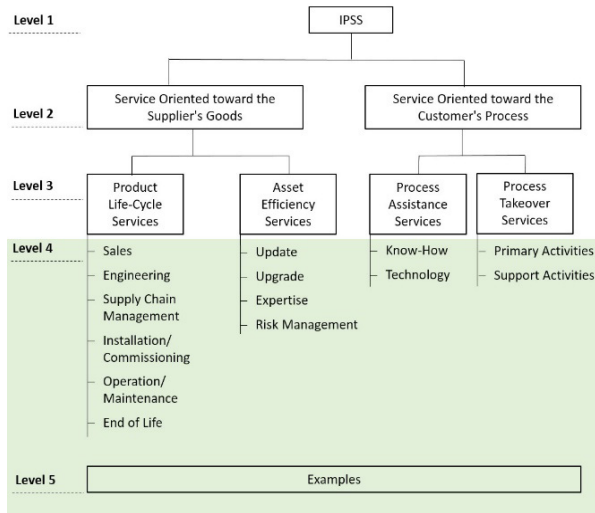 Level 1
IPSS
Level 2
Service Oriented toward the
Supplier's Goods
Service Oriented toward the
Customer's Process
Level 3
Product
Life-Cycle
Services
Asset
Efficiency
Services
Process
Assistance
Services
Process
Takeover
Services
Level 4
Sales
Engineering
Supply Chain
Management
Installation/
Commissioning
Operation/
Maintenance
End of Life
Update
Upgrade
Expertise
Risk Management
Know-How
Technology
Primary Activities
Support Activities
Level 5
Examples